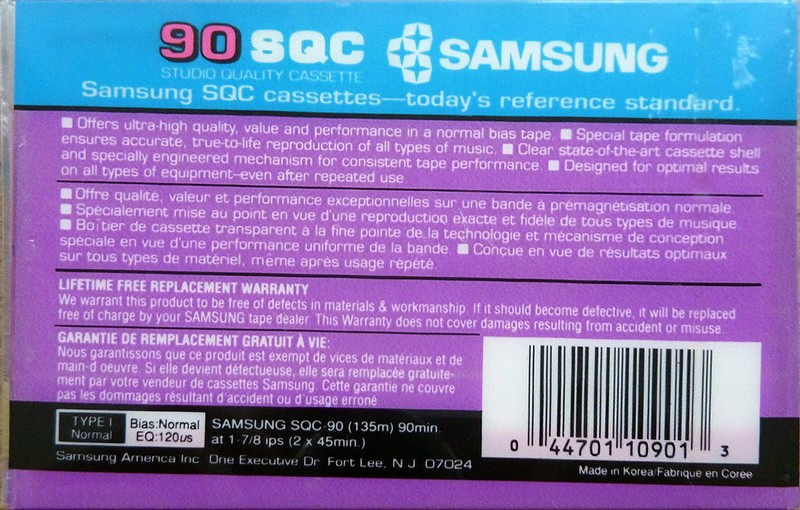 90 SQC SAMSUNG
STUDIO QUALITY CASSETTE
Samsung SQC cassettes—today's reference standard.
■ Offers ultra-high quality, value and performance in a normal bias tape. ■ Special tape formulation
ensures accurate, true-to-life reproduction of all types of music. ■ Clear state-of-the-art cassette shell
and specially engineered mechanism for consistent tape performance. ■ Designed for optimal results
on all types of equipment—even after repeated use.
■ Offre qualité, valeur et performance exceptionnelles sur une bande à prémagnétisation normale.
■ Spécialement mise au point en vue d'une reproduction exacte et fidèle de tous types de musique.
■ Boîtier de cassette transparent à la fine pointe de la technologie et mécanisme de conception
spéciale en vue d'une performance uniforme de la bande. ■ Concue en vue de résultats optimaux
sur tous types de matériel, même après usage répété.
LIFETIME FREE REPLACEMENT WARRANTY
We warrant this product to be free of defects in materials & workmanship. If it should become defective, it will be replaced
free of charge by your SAMSUNG tape dealer. This Warranty does not cover damages resulting from accident or misuse.
GARANTIE DE REMPLACEMENT GRATUIT À VIE:
Nous garantissons que ce produit est exempt de vices de matériaux et de
main-d oeuvre. Si elle devient défectueuse, elle sera remplacée gratuite-
ment par votre vendeur de cassettes Samsung. Cette garantie ne couvre
pas les dommages résultant d'accident ou d'usage erroné
TYPE I
Normal
Bias:Normal
EQ:120us
SAMSUNG SQC-90 (135m) 90min.
at 1-7/8 ips (2 x 45min.)
Samsung America Inc One Executive Dr Fort Lee, N J 07024
0 44701 10901 3
Made in Korea/Fabriqué en Corée